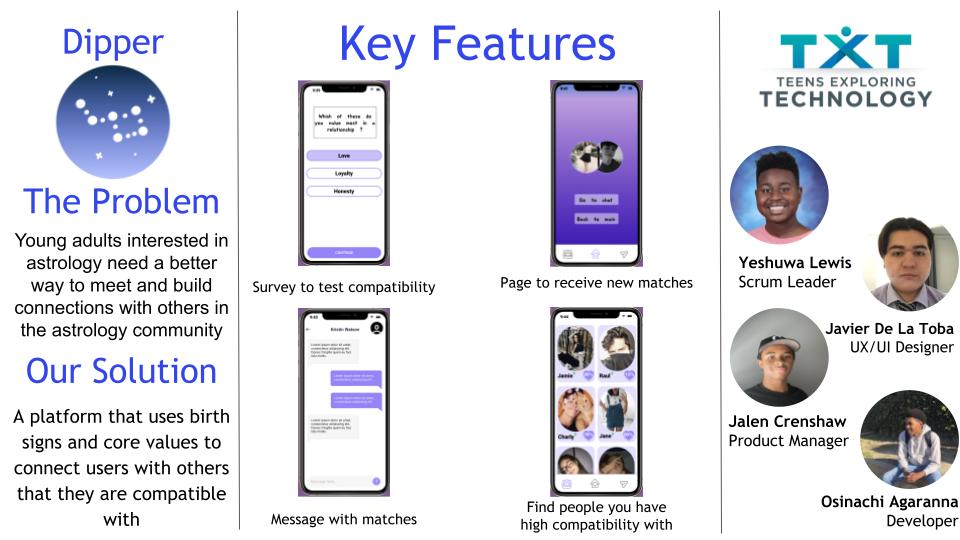 Dipper
The Problem
Young adults interested in
astrology need a better
way to meet and build
connections with others in
the astrology community
Our Solution
A platform that uses birth
signs and core values to
connect users with others
that they are compatible
with
Key Features
Which of these do
you value most in a
relationship ?
Love
Loyalty
Honesty
CONTINUE
Survey to test compatibility
Go to chat
Back to main
Page to receive new matches
Kristin Watson
Message with matches
Jamie
Raul
Charly
Jane
Find people you have
high compatibility with
TXT
TEENS EXPLORING
TECHNOLOGY
Yeshuwa Lewis
Scrum Leader
Javier De La Toba
UX/UI Designer
Jalen Crenshaw
Product Manager
Osinachi Agaranna
Developer